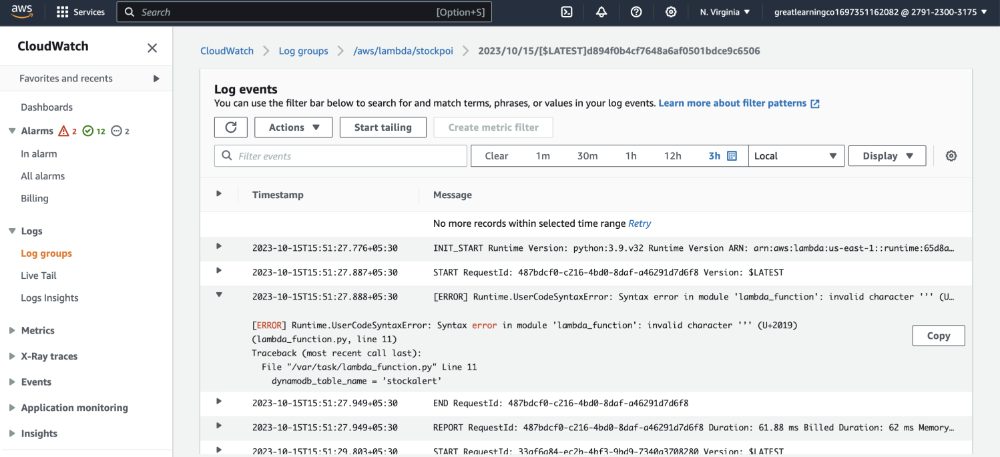 aws
Services
Search [Option+S]
N. Virginia
greatlearningco1697351162082 @ 2791-2300-3175
CloudWatch
Favorites and recents
Dashboards
Alarms 2 12 2
In alarm
All alarms
Billing
Logs
Log groups
Live Tail
Logs Insights
Metrics
X-Ray traces
Events
Application monitoring
Insights
CloudWatch > Log groups > /aws/lambda/stockpoi > 2023/10/15/[$LATEST]d894f0b4cf7648a6af0501bdce9c6506
Log events
You can use the filter bar below to search for and match terms, phrases, or values in your log events. Learn more about filter patterns
Actions Start tailing Create metric filter
Filter events Clear 1m 30m 1h 12h 3h Local Display
Timestamp Message
No more records within selected time range Retry
2023-10-15T15:51:27.776+05:30 INIT_START Runtime Version: python:3.9.v32 Runtime Version ARN: arn:aws:lambda:us-east-1::runtime:65d8a…
2023-10-15T15:51:27.887+05:30 START RequestId: 487bdcf0-c216-4bd0-8daf-a46291d7d6f8 Version: $LATEST
2023-10-15T15:51:27.888+05:30 [ERROR] Runtime.UserCodeSyntaxError: Syntax error in module 'lambda_function': invalid character '’' (U…
[ERROR] Runtime.UserCodeSyntaxError: Syntax error in module 'lambda_function': invalid character '’' (U+2019)
(lambda_function.py, line 11)
Traceback (most recent call last):
File "/var/task/lambda_function.py" Line 11
dynamodb_table_name = ’stockalert’
Copy
2023-10-15T15:51:27.949+05:30 END RequestId: 487bdcf0-c216-4bd0-8daf-a46291d7d6f8
2023-10-15T15:51:27.949+05:30 REPORT RequestId: 487bdcf0-c216-4bd0-8daf-a46291d7d6f8 Duration: 61.88 ms Billed Duration: 62 ms Memory…
2023-10-15T15:51:29.803+05:30 START RequestId: 33af6a84-ec2b-4bf3-9bd9-7340a3708280 Version: $LATEST